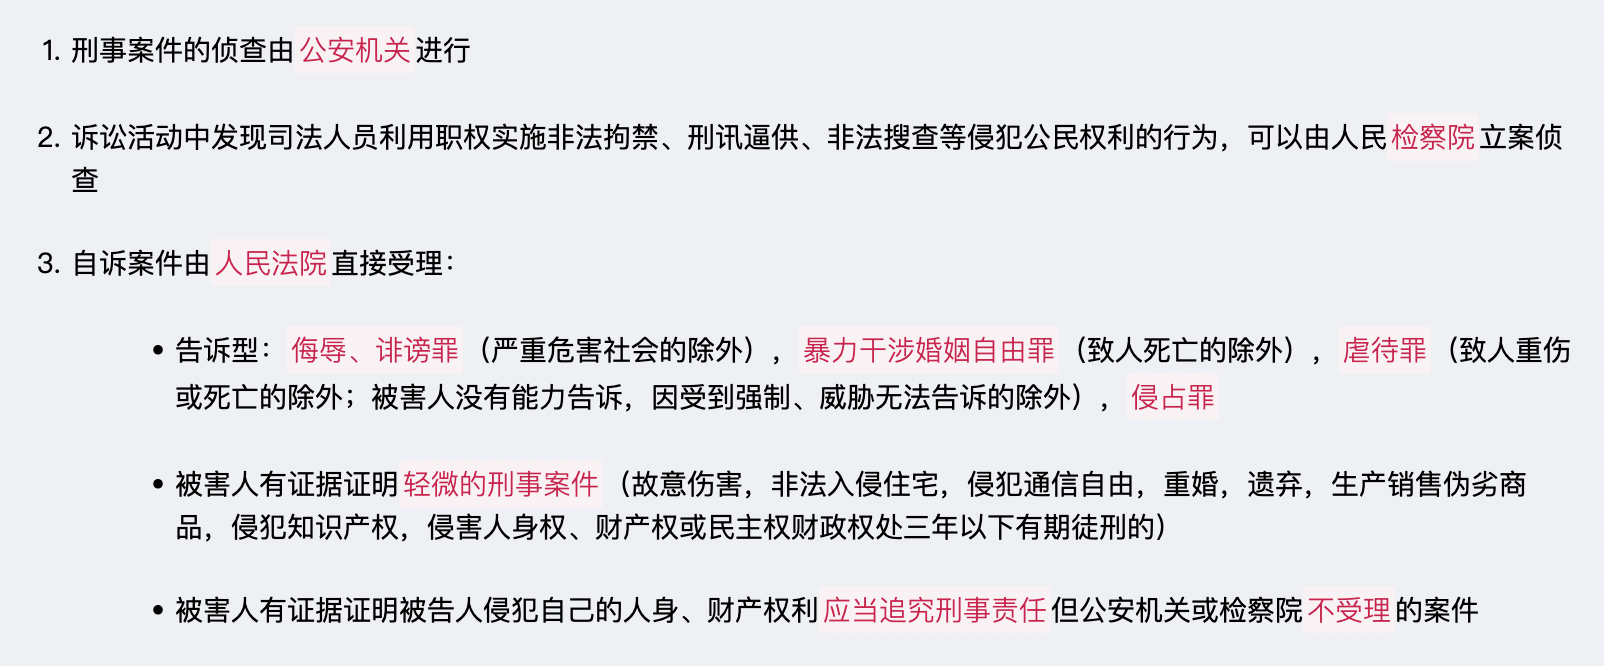 1. 刑事案件的侦查由公安机关进行
2. 诉讼活动中发现司法人员利用职权实施非法拘禁、刑讯逼供、非法搜查等侵犯公民权利的行为，可以由人民检察院立案侦
查
3. 自诉案件由人民法院直接受理：
• 告诉型：侮辱、诽谤罪（严重危害社会的除外），暴力干涉婚姻自由罪（致人死亡的除外），虐待罪（致人重伤
或死亡的除外；被害人没有能力告诉，因受到强制、威胁无法告诉的除外），侵占罪
• 被害人有证据证明轻微的刑事案件（故意伤害，非法入侵住宅，侵犯通信自由，重婚，遗弃，生产销售伪劣商
品，侵犯知识产权，侵害人身权、财产权或民主权财政权处三年以下有期徒刑的）
• 被害人有证据证明被告人侵犯自己的人身、财产权利应当追究刑事责任但公安机关或检察院不受理的案件